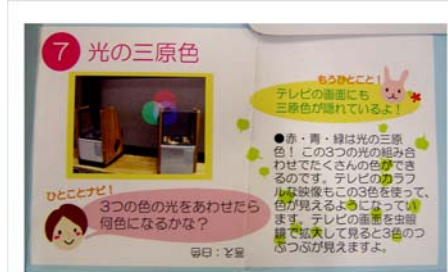 7 光の三原色
ひとことナビ!
3つの色の光をあわせたら
何色になるかな?
答え：白色
もうひとこと!
テレビの画面にも
三原色が隠れているよ!
●赤・青・緑は光の三原
色! この3つの光の組み合
わせでたくさんの色ができ
るのです。テレビのカラフ
ルな映像もこの3色を使って、
色が見えるようになってい
ます。テレビの画面を虫眼
鏡で拡大して見ると3色のつ
ぶつぶが見えますよ。